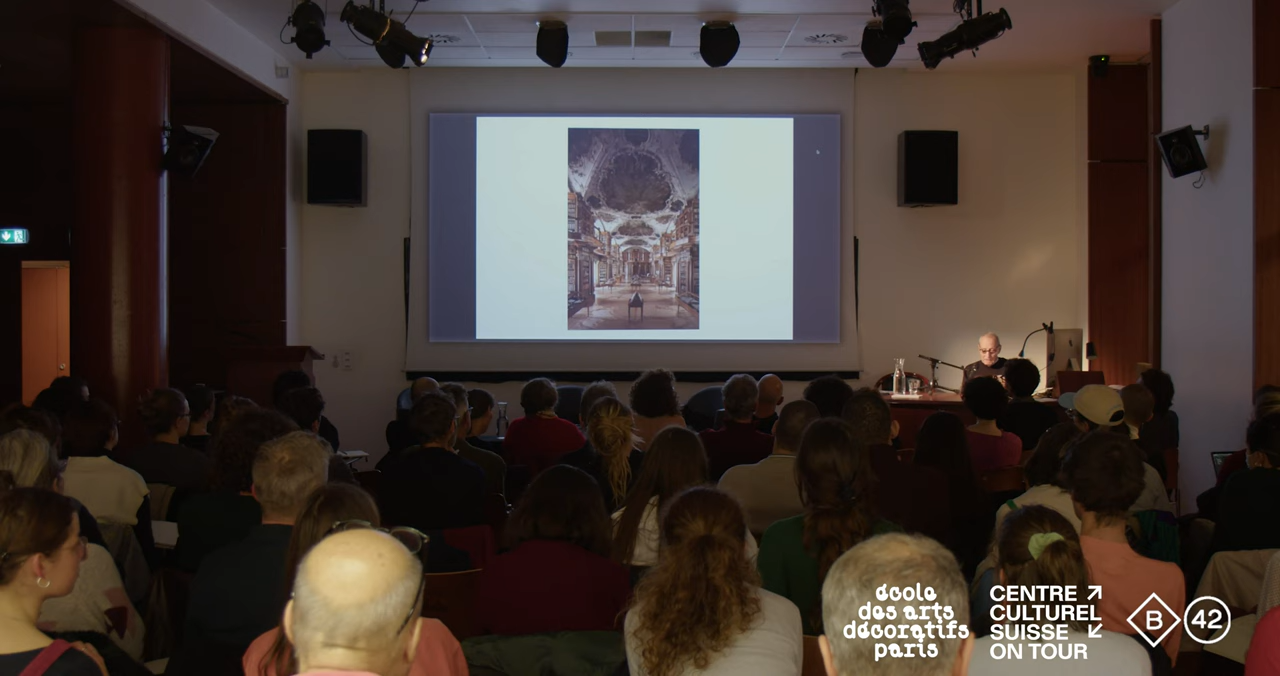 école
des arts
décoratifs
paris
CENTRE
CULTUREL
SUISSE
ON TOUR
B
42